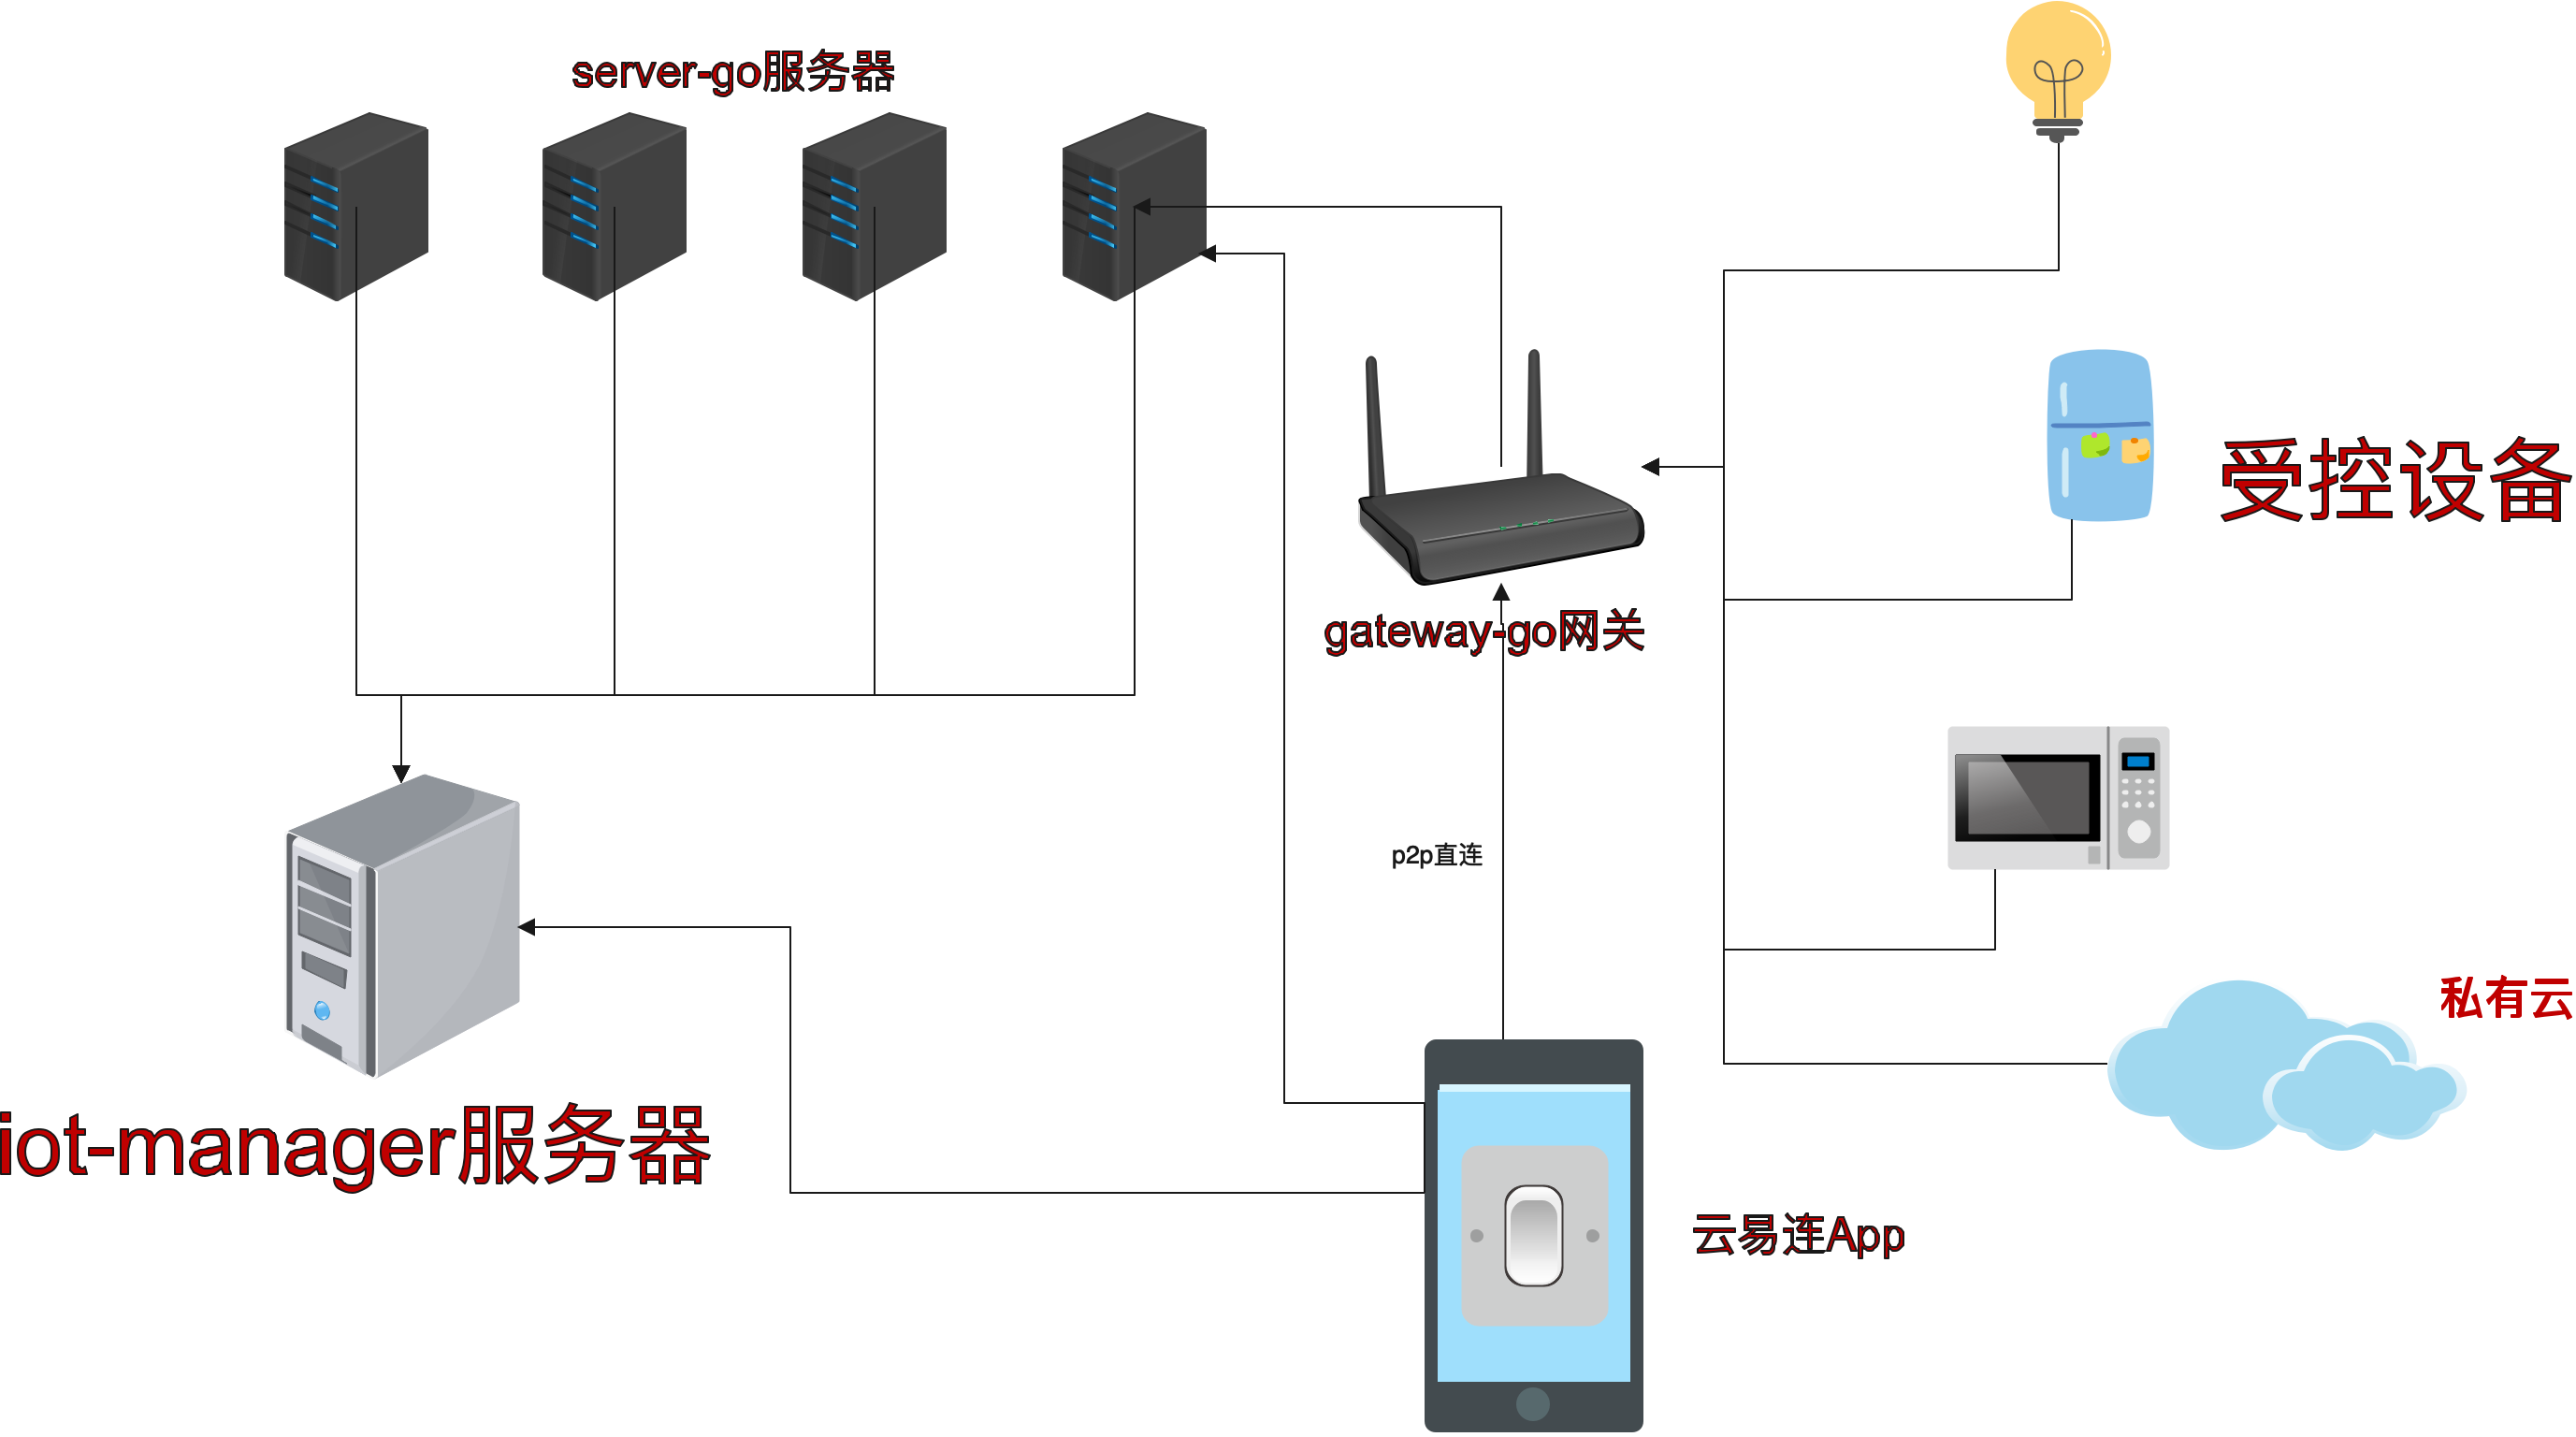 server-go服务器
受控设备
gateway-go网关
p2p直连
私有云
iot-manager服务器
云易连App